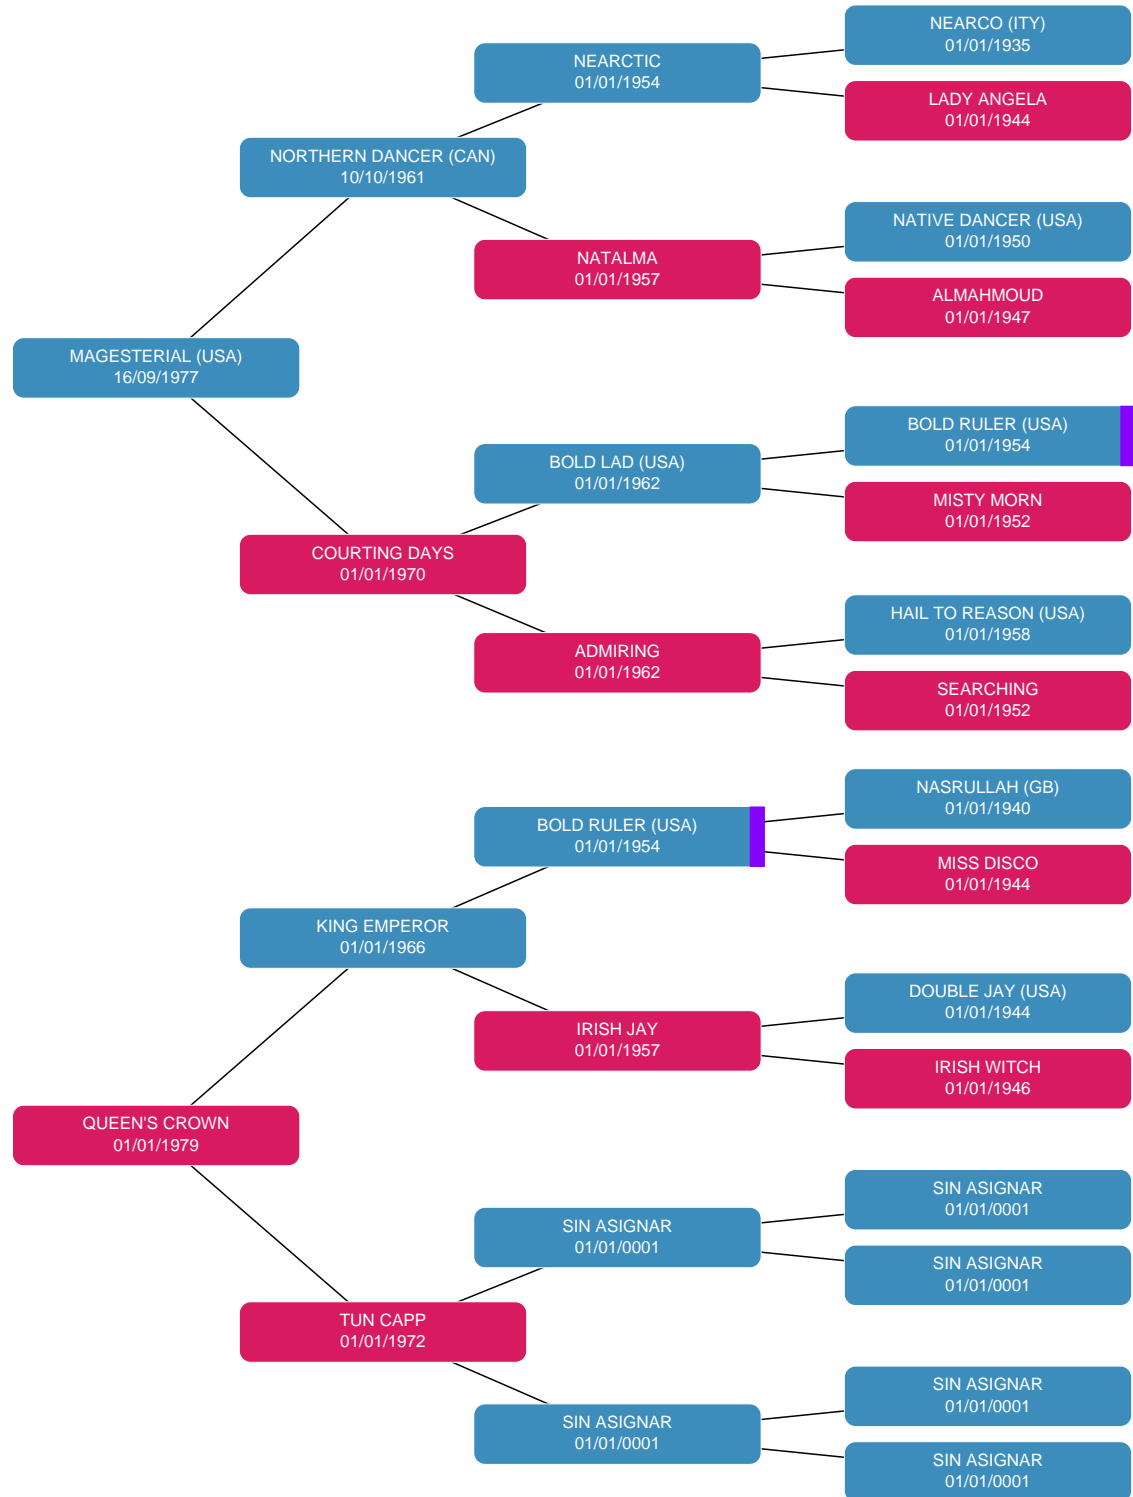 NEARCO (ITY)
01/01/1935
NEARCTIC
01/01/1954
LADY ANGELA
01/01/1944
NORTHERN DANCER (CAN)
10/10/1961
NATIVE DANCER (USA)
01/01/1950
NATALMA
01/01/1957
ALMAHMOUD
01/01/1947
MAGESTERIAL (USA)
16/09/1977
BOLD RULER (USA)
01/01/1954
BOLD LAD (USA)
01/01/1962
MISTY MORN
01/01/1952
COURTING DAYS
01/01/1970
HAIL TO REASON (USA)
01/01/1958
ADMIRING
01/01/1962
SEARCHING
01/01/1952
NASRULLAH (GB)
01/01/1940
BOLD RULER (USA)
01/01/1954
MISS DISCO
01/01/1944
KING EMPEROR
01/01/1966
DOUBLE JAY (USA)
01/01/1944
IRISH JAY
01/01/1957
IRISH WITCH
01/01/1946
QUEEN'S CROWN
01/01/1979
SIN ASIGNAR
01/01/0001
SIN ASIGNAR
01/01/0001
SIN ASIGNAR
01/01/0001
TUN CAPP
01/01/1972
SIN ASIGNAR
01/01/0001
SIN ASIGNAR
01/01/0001
SIN ASIGNAR
01/01/0001